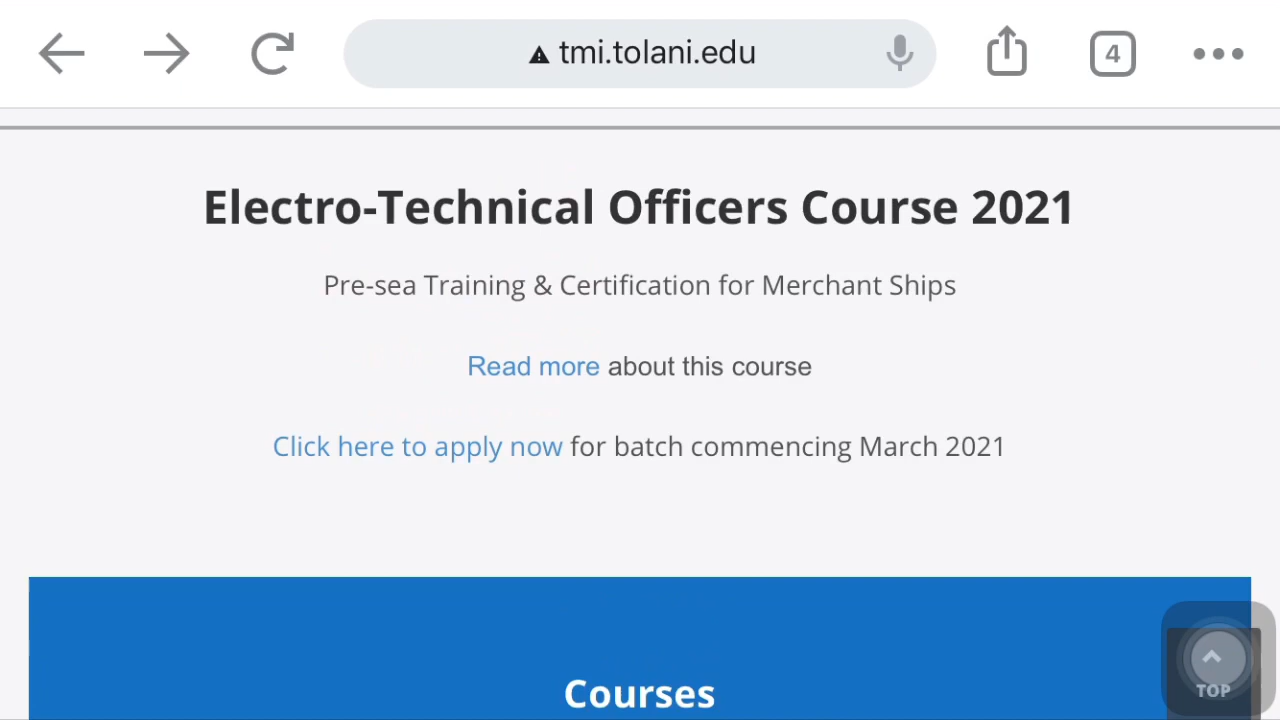 tmi.tolani.edu
4
Electro-Technical Officers Course 2021
Pre-sea Training & Certification for Merchant Ships
Read more about this course
Click here to apply now for batch commencing March 2021
TOP
Courses